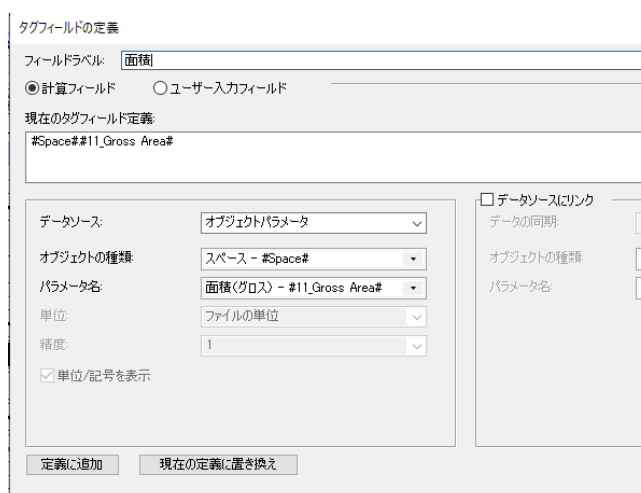 タグフィールドの定義
フィールドラベル: 面積
計算フィールド ユーザー入力フィールド
現在のタグフィールド定義:
#Space#.#11_Gross Area#
データソース: オブジェクトパラメータ
オブジェクトの種類: スペース - #Space#
パラメータ名: 面積(グロス) - #11_Gross Area#
単位: ファイルの単位
精度: 1
単位/記号を表示
データソースにリンク
データの同期:
オブジェクトの種類:
パラメータ名:
定義に追加 現在の定義に置き換え